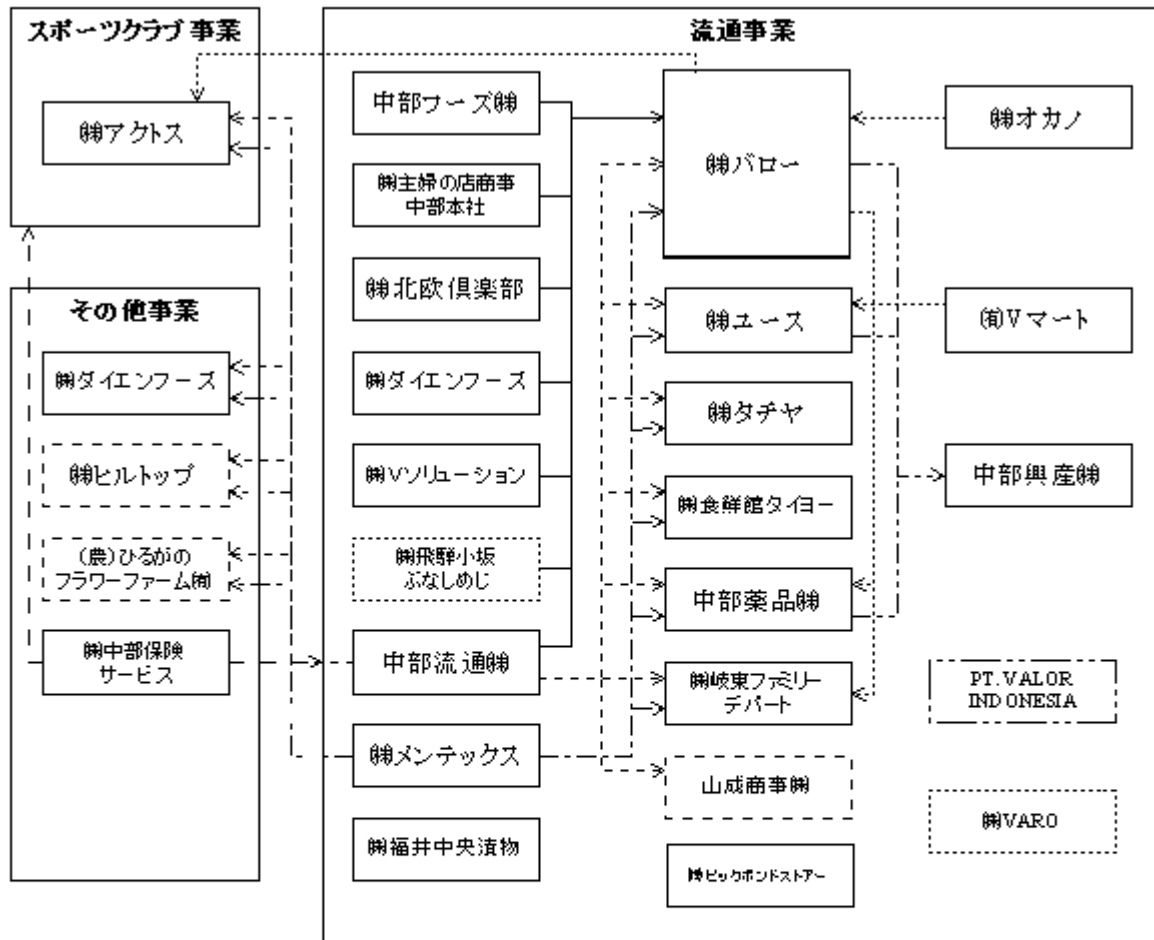 スポーツクラブ事業
㈱アクトス
その他事業
㈱ダイエンフーズ
㈱ヒルトップ
(農)ひるがの
フラワーファーム㈲
㈱中部保険
サービス
流通事業
中部フーズ㈱
㈱主婦の店商事
中部本社
㈱北欧倶楽部
㈱ダイエンフーズ
㈱Vソリューション
㈱飛騨小坂
ぶなしめじ
中部流通㈱
㈱メンテックス
㈱福井中央漬物
㈱バロー
㈱ユース
㈱タチヤ
㈱食鮮館タイヨー
中部薬品㈱
㈱岐東ファミリー
デパート
山成商事㈱
㈱ビックポンドストアー
㈱オカノ
㈲Vマート
中部興産㈱
PT.VALOR
INDONESIA
㈱VARO